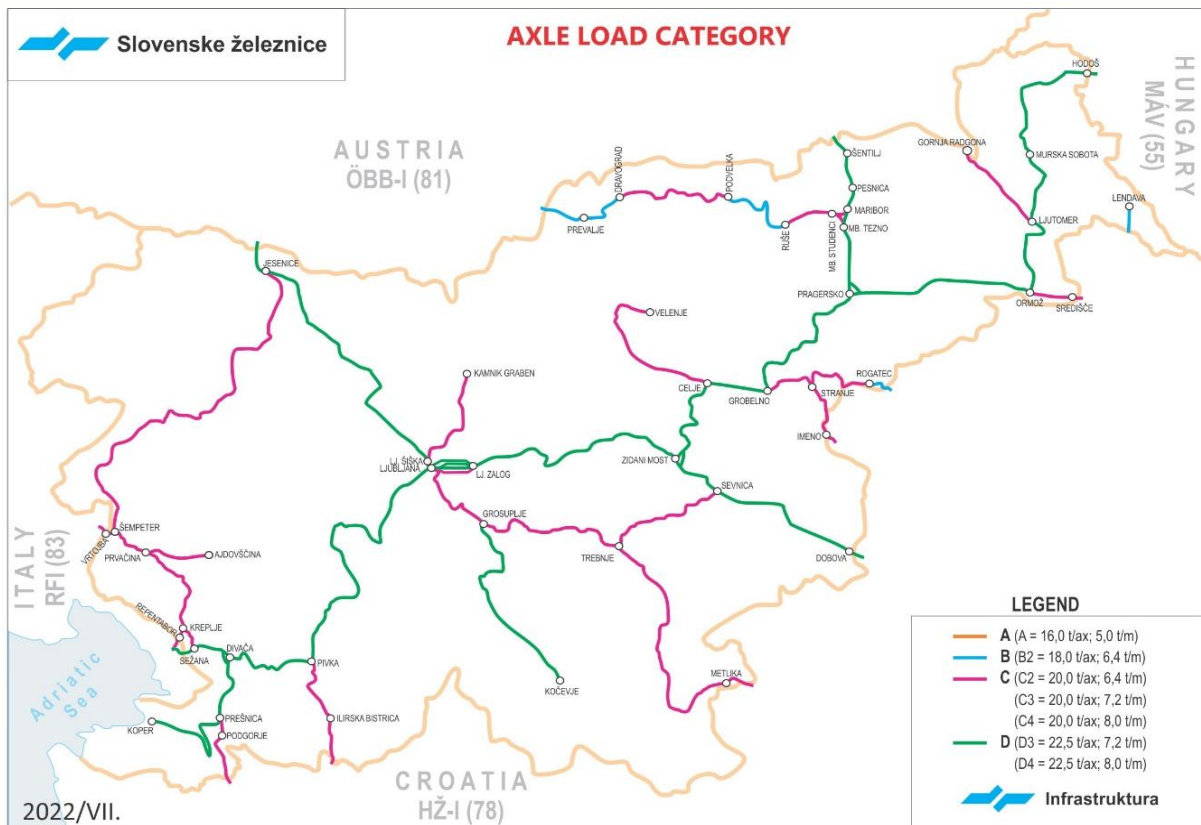 Slovenske železnice
AXLE LOAD CATEGORY
HUNGARY
MÁV (55)
AUSTRIA
ÖBB-I (81)
ITALY
RFI (83)
CROATIA
HŽ-I (78)
Adriatic
Sea
HODOŠ
GORNJA RADGONA
MURSKA SOBOTA
LENDAVA
LJUTOMER
ORMOŽ
SREDIŠČE
ŠENTILJ
PESNICA
MARIBOR
MB. TEZNO
MB. STUDENCI
RUŠE
PODVELKA
DRAVOGRAD
PREVALJE
PRAGERSKO
JESENICE
VELENJE
KAMNIK GRABEN
CELJE
GROBELNO
STRANJE
ROGATEC
IMENO
LJ. ŠIŠKA
LJUBLJANA
LJ. ZALOG
ZIDANI MOST
SEVNICA
GROSUPLJE
TREBNJE
DOBOVA
ŠEMPETER
VRTOJBA
PRVAČINA
AJDOVŠČINA
REPENTABOR
KREPLJE
SEŽANA
DIVAČA
PIVKA
KOČEVJE
METLIKA
KOPER
PREŠNICA
PODGORJE
ILIRSKA BISTRICA
LEGEND
A (A = 16,0 t/ax; 5,0 t/m)
B (B2 = 18,0 t/ax; 6,4 t/m)
C (C2 = 20,0 t/ax; 6,4 t/m)
(C3 = 20,0 t/ax; 7,2 t/m)
(C4 = 20,0 t/ax; 8,0 t/m)
D (D3 = 22,5 t/ax; 7,2 t/m)
(D4 = 22,5 t/ax; 8,0 t/m)
Infrastruktura
2022/VII.